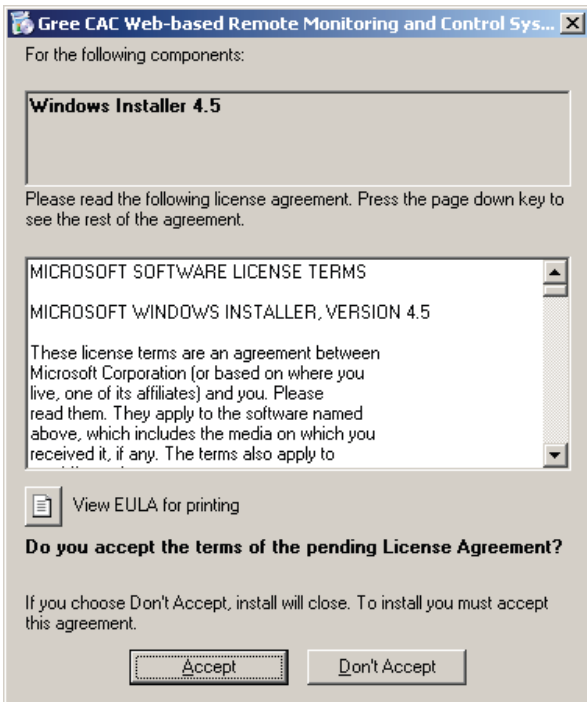 Gree CAC Web-based Remote Monitoring and Control Sys...
For the following components:
Windows Installer 4.5
Please read the following license agreement. Press the page down key to
see the rest of the agreement.
MICROSOFT SOFTWARE LICENSE TERMS
MICROSOFT WINDOWS INSTALLER, VERSION 4.5
These license terms are an agreement between
Microsoft Corporation (or based on where you
live, one of its affiliates) and you. Please
read them. They apply to the software named
above, which includes the media on which you
received it, if any. The terms also apply to
View EULA for printing
Do you accept the terms of the pending License Agreement?
If you choose Don't Accept, install will close. To install you must accept
this agreement.
Accept
Don't Accept